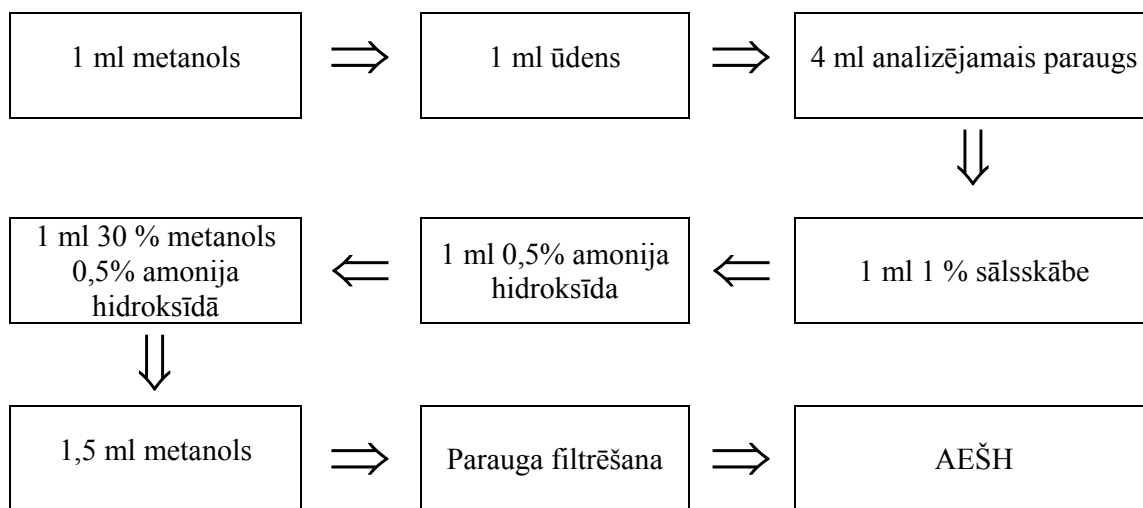 1 ml metanols
1 ml ūdens
4 ml analizējamais paraugs
1 ml 1 % sālsskābe
1 ml 0,5% amonija
hidroksīda
1 ml 30 % metanols
0,5% amonija
hidroksīdā
1,5 ml metanols
Parauga filtrēšana
AEŠH